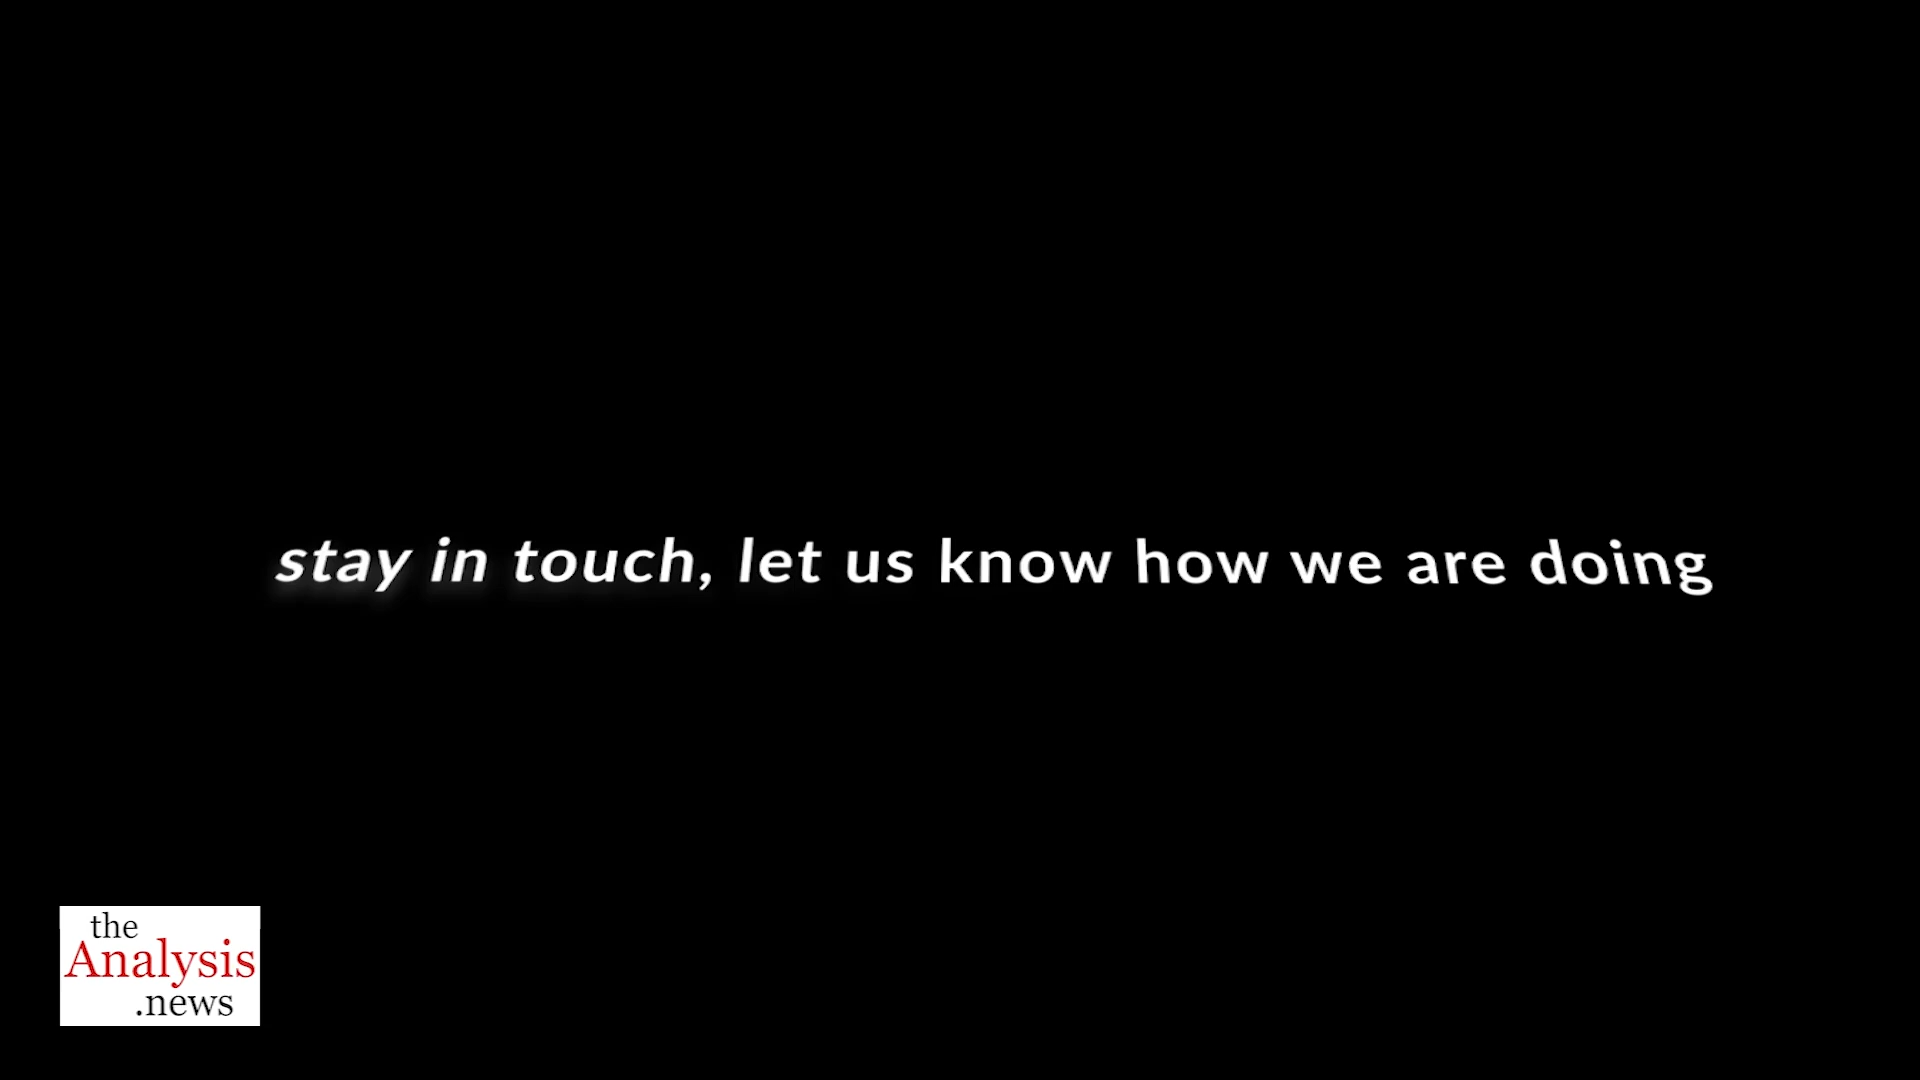 stay in touch, let us know how we are doing
the
Analysis
.news